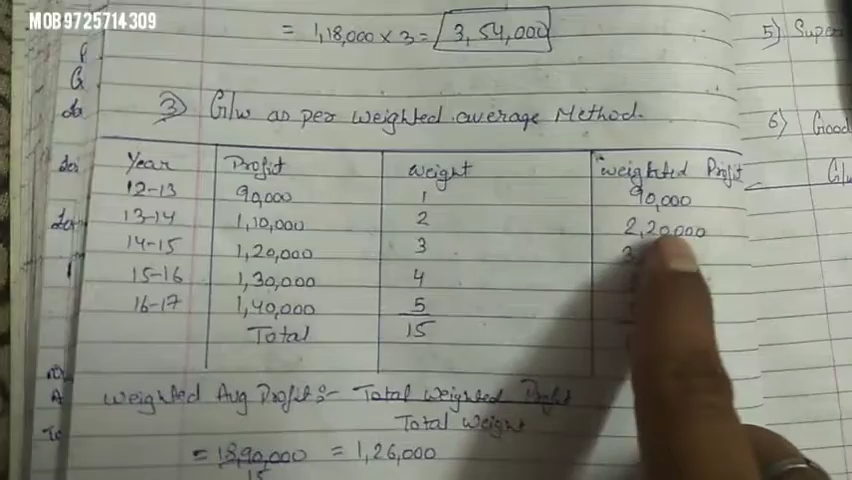 MOB9725714309
= 1,18,000 x 3 = 3,54,000
5) Super
3) G/w as per weighted average Method.
6) Good
G/w
Year Profit weight weighted Profit
12-13 90,000 1 90,000
13-14 1,10,000 2 2,20,000
14-15 1,20,000 3 3
15-16 1,30,000 4
16-17 1,40,000 5
Total 15
weighted Avg Profit :- Total weighted Profit
Total weight
= 18,90,000 = 1,26,000
15